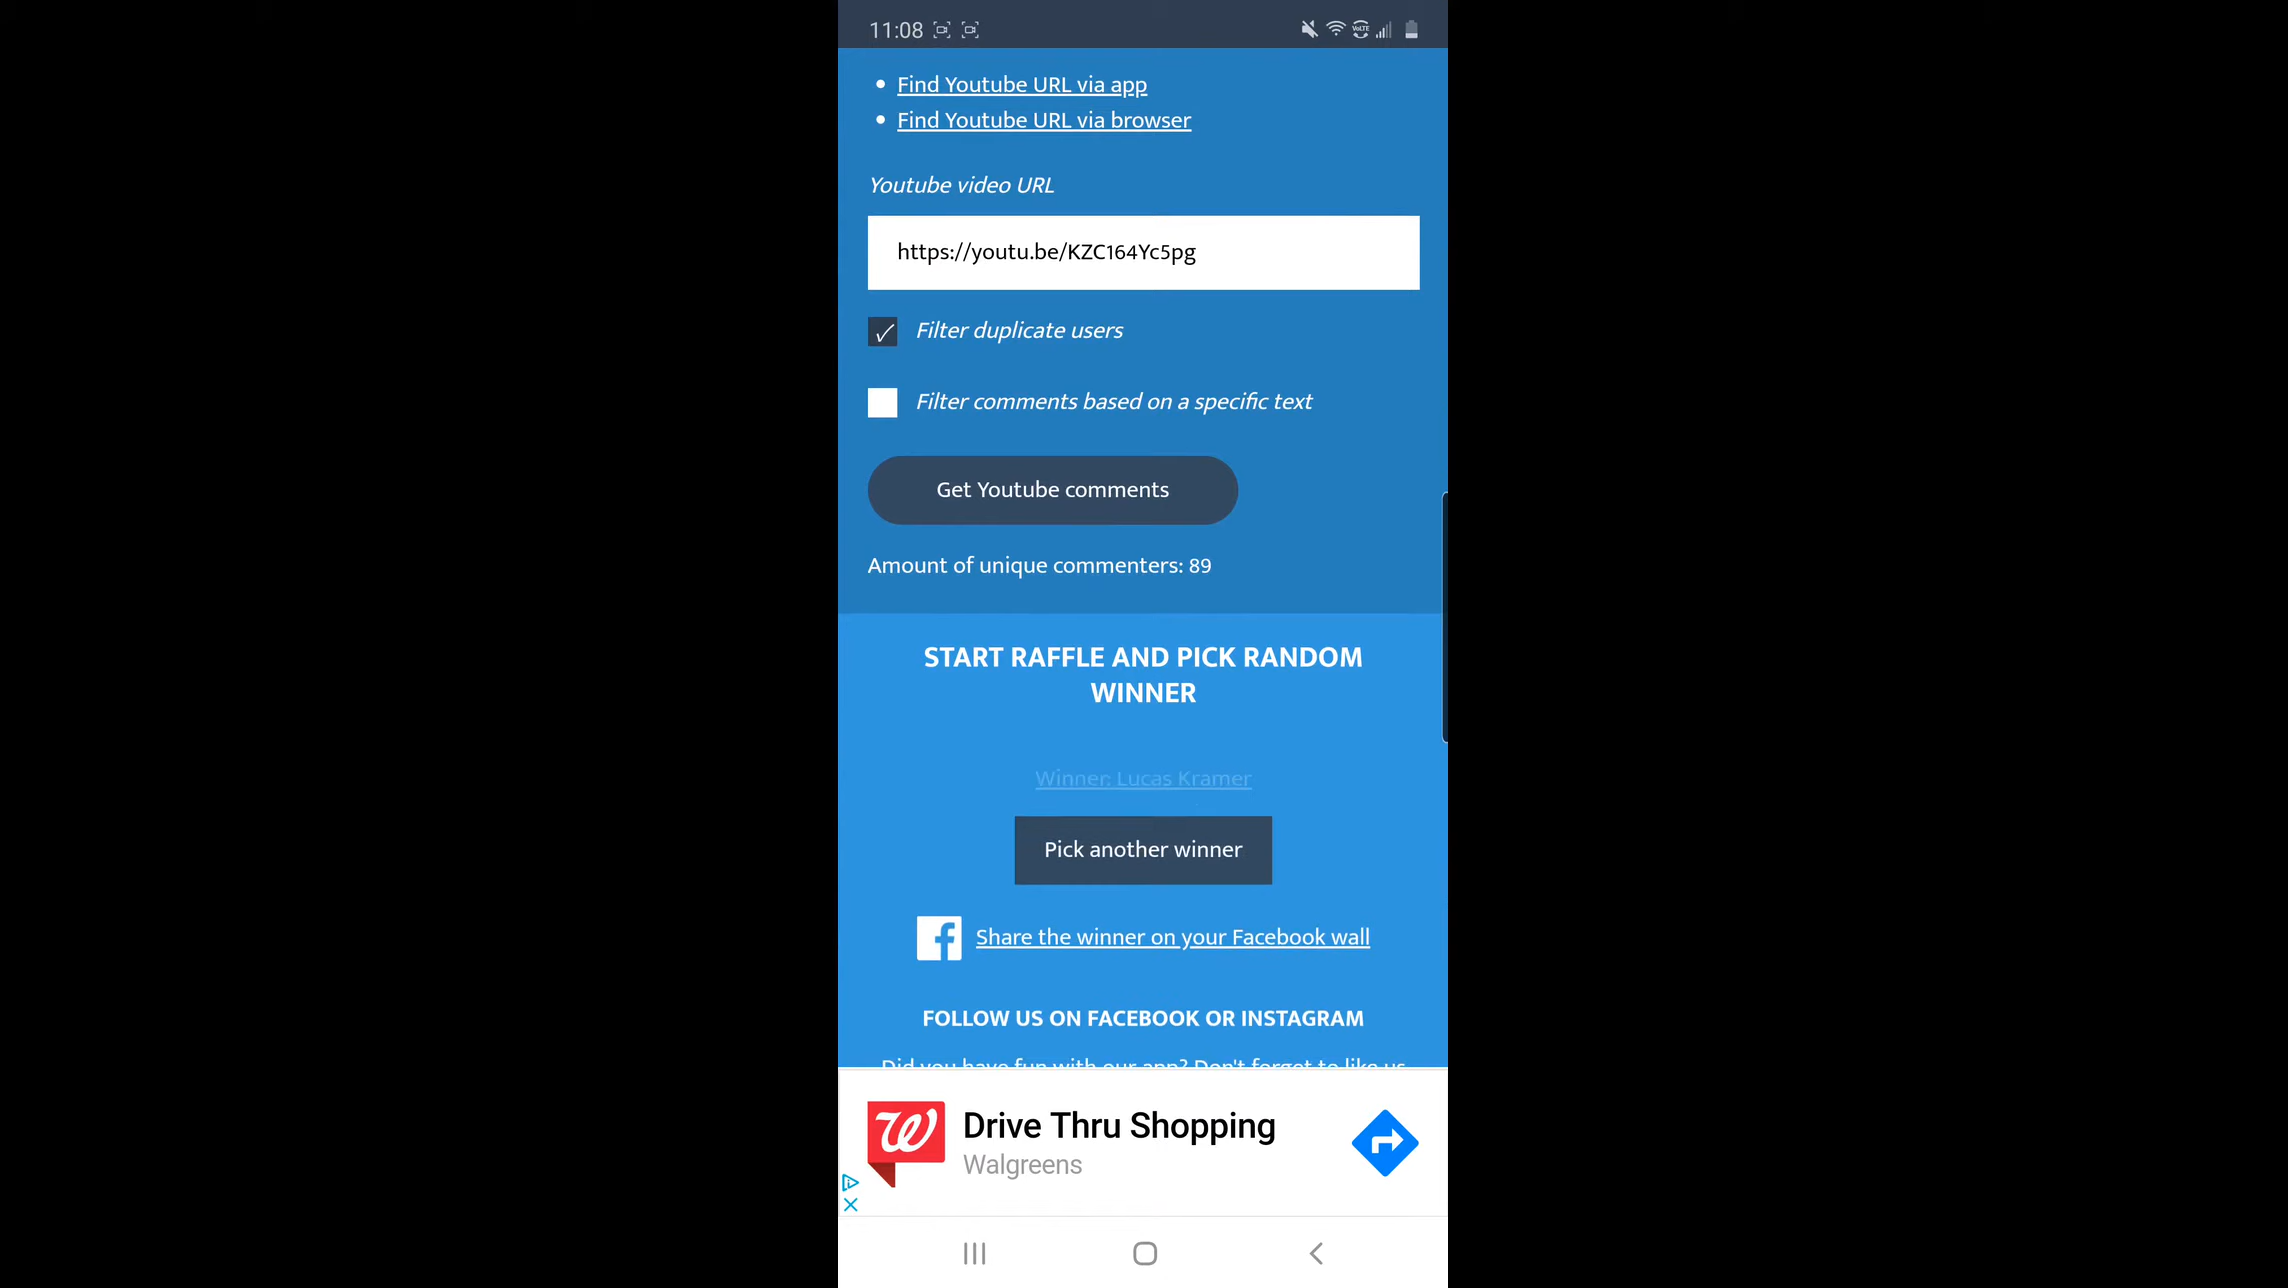 11:08
Find Youtube URL via app
Find Youtube URL via browser
Youtube video URL
https://youtu.be/KZC164Yc5pg
Filter duplicate users
Filter comments based on a specific text
Get Youtube comments
Amount of unique commenters: 89
START RAFFLE AND PICK RANDOM
WINNER
Winner: Lucas Kramer
Pick another winner
Share the winner on your Facebook wall
FOLLOW US ON FACEBOOK OR INSTAGRAM
Did you have fun with our app? Don't forget to like us
Drive Thru Shopping
Walgreens